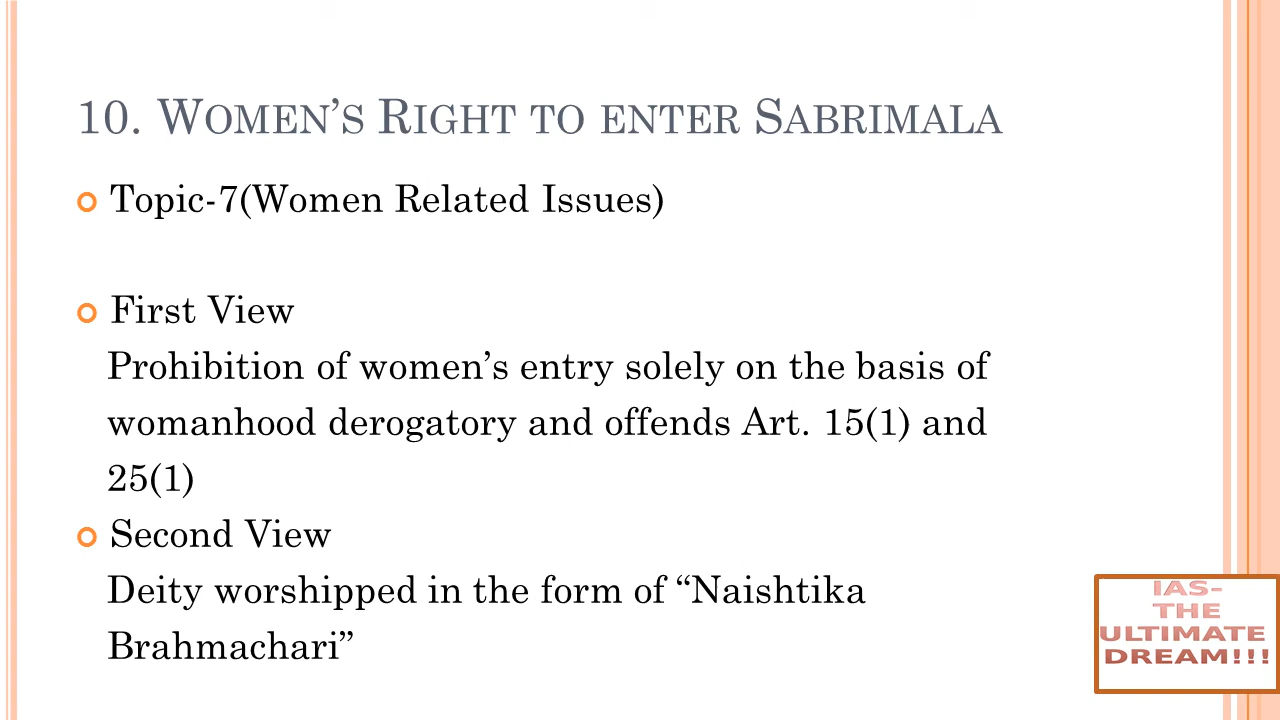 10. Women's Right to enter Sabrimala
Topic-7(Women Related Issues)
First View
Prohibition of women's entry solely on the basis of
womanhood derogatory and offends Art. 15(1) and
25(1)
Second View
Deity worshipped in the form of “Naishtika
Brahmachari”
IAS-
THE
ULTIMATE
DREAM!!!